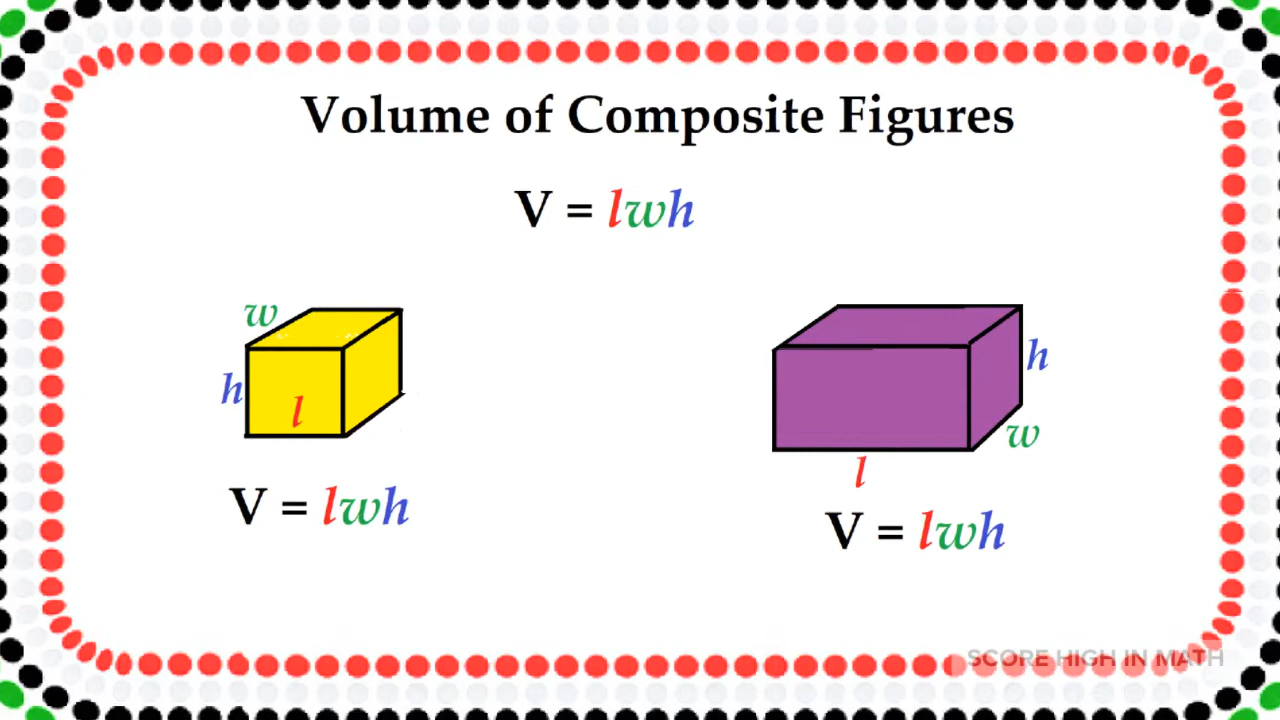 Volume of Composite Figures
V = lwh
w
h
l
V = lwh
h
w
l
V = lwh
SCORE HIGH IN MATH